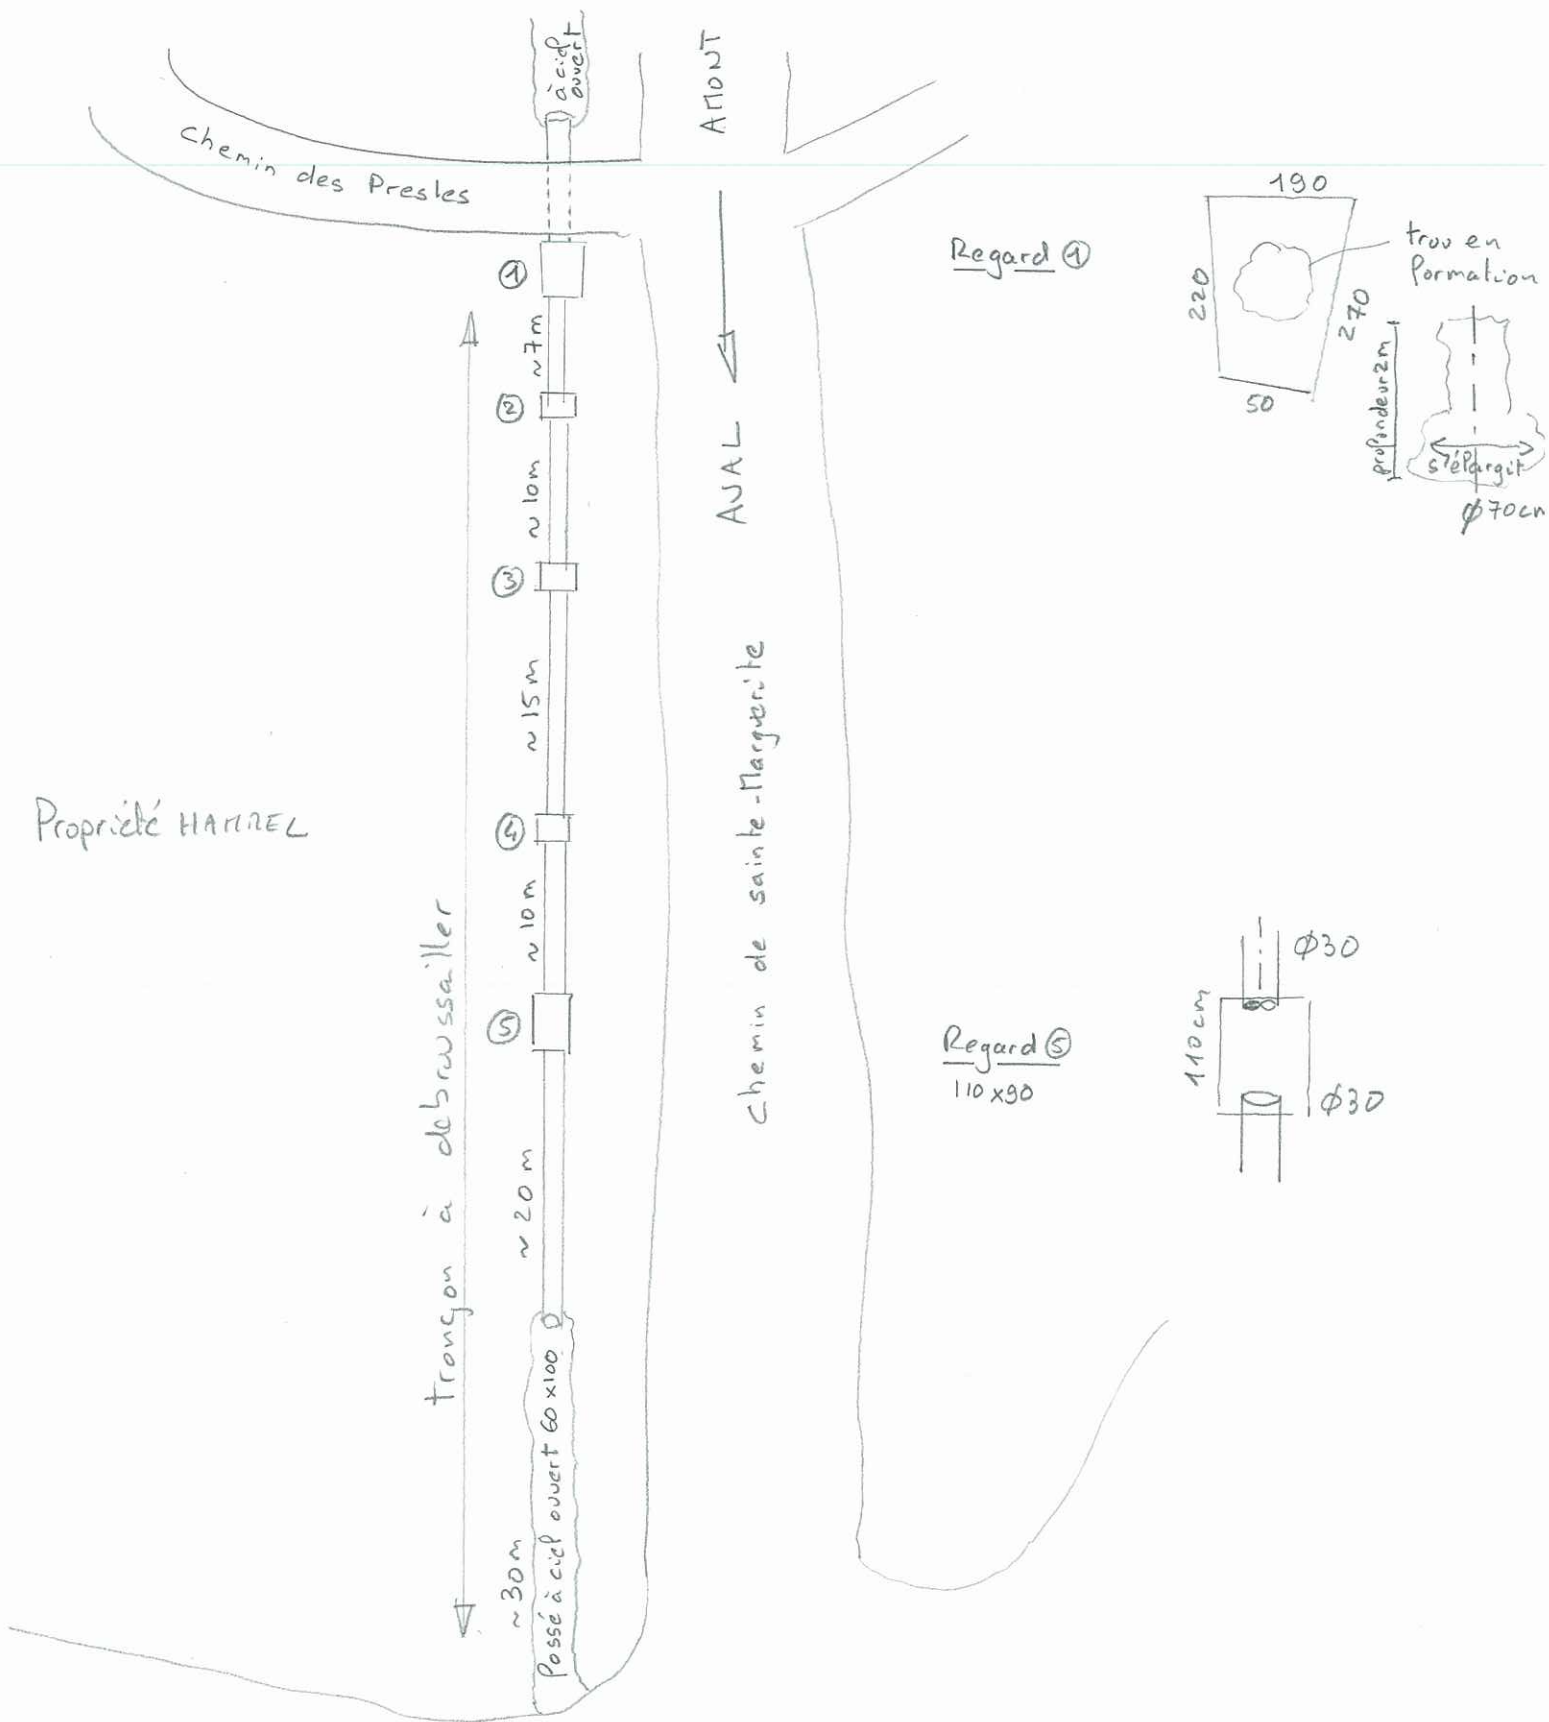 à ciel
ouvert
AMONT
Chemin des Presles
①
~7m
②
~10m
③
~15m
④
~10m
⑤
~20m
~30m
Fossé à ciel ouvert 60x100
tronçon à debroussailler
Propriété
AVAL
Chemin de sainte-Marguerite
Regard ①
190
220
270
50
trou en
formation
profondeur 2m
s'élargit
φ70cm
Regard ⑤
110x90
110cm
φ30
φ30